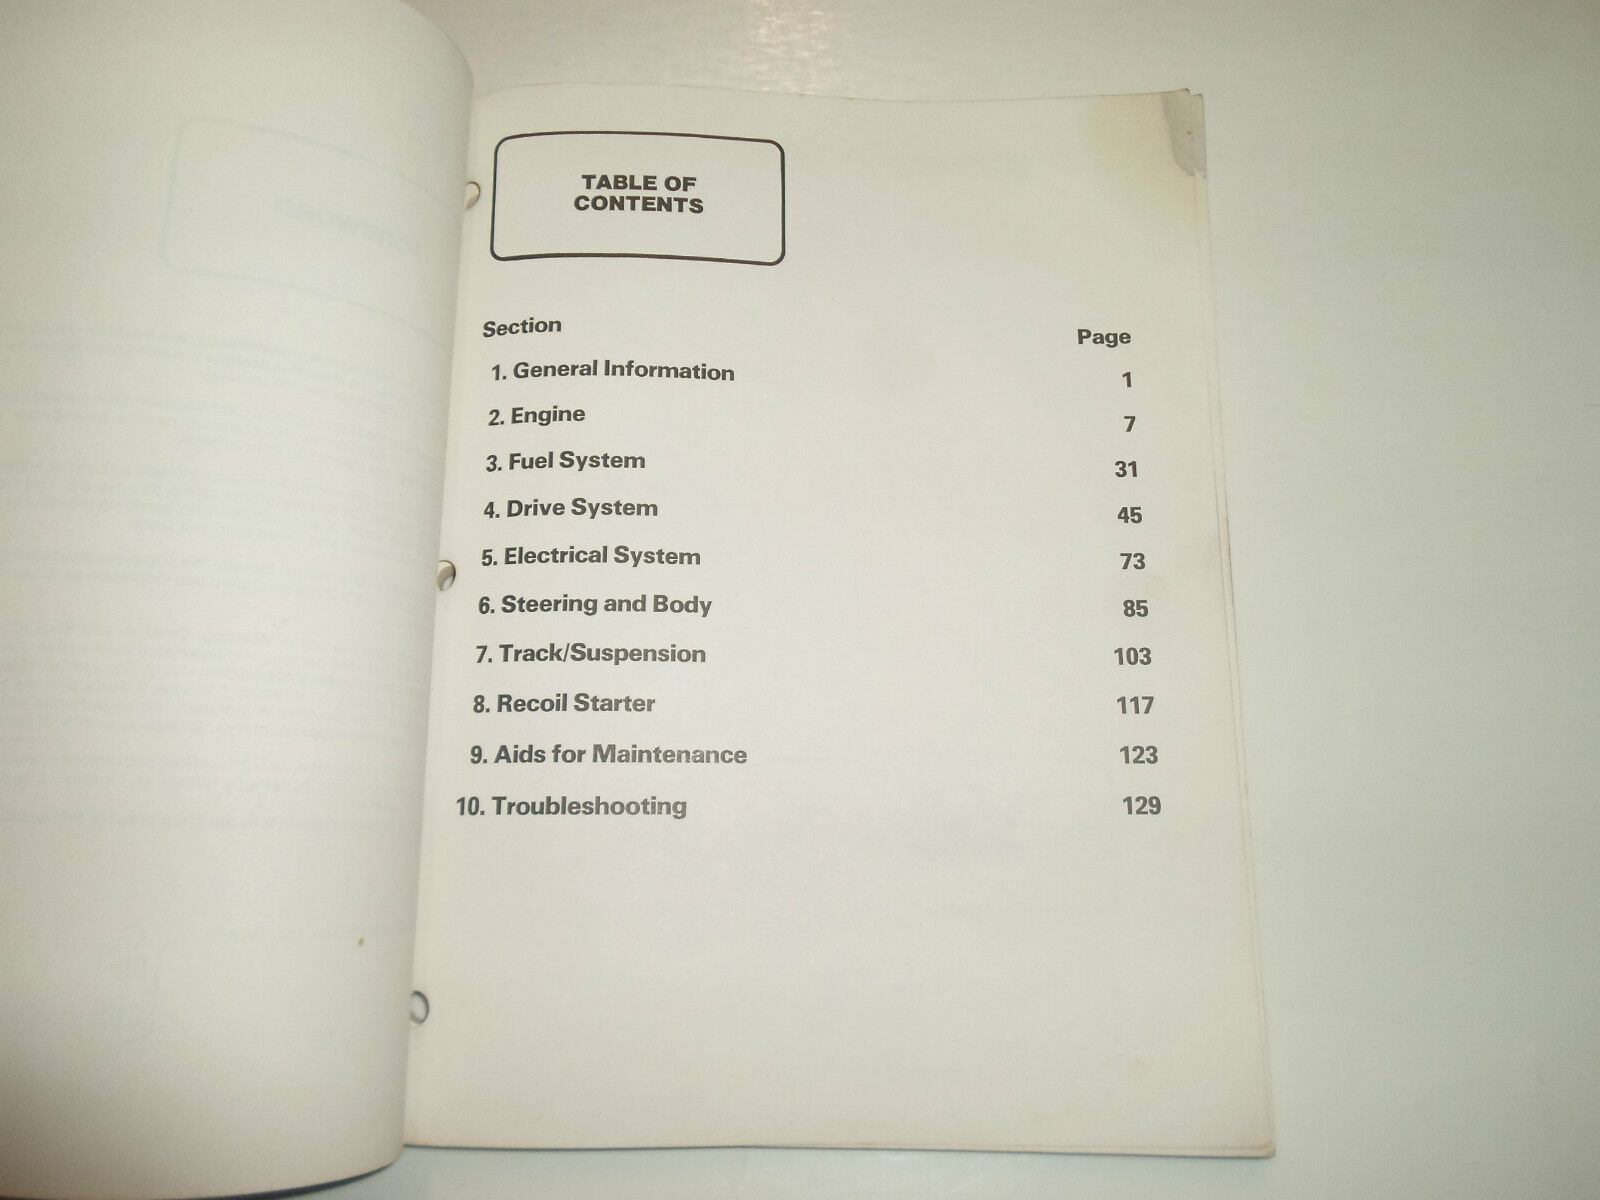 TABLE OF
CONTENTS
Section Page
1. General Information 1
2. Engine 7
3. Fuel System 31
4. Drive System 45
5. Electrical System 73
6. Steering and Body 85
7. Track/Suspension 103
8. Recoil Starter 117
9. Aids for Maintenance 123
10. Troubleshooting 129